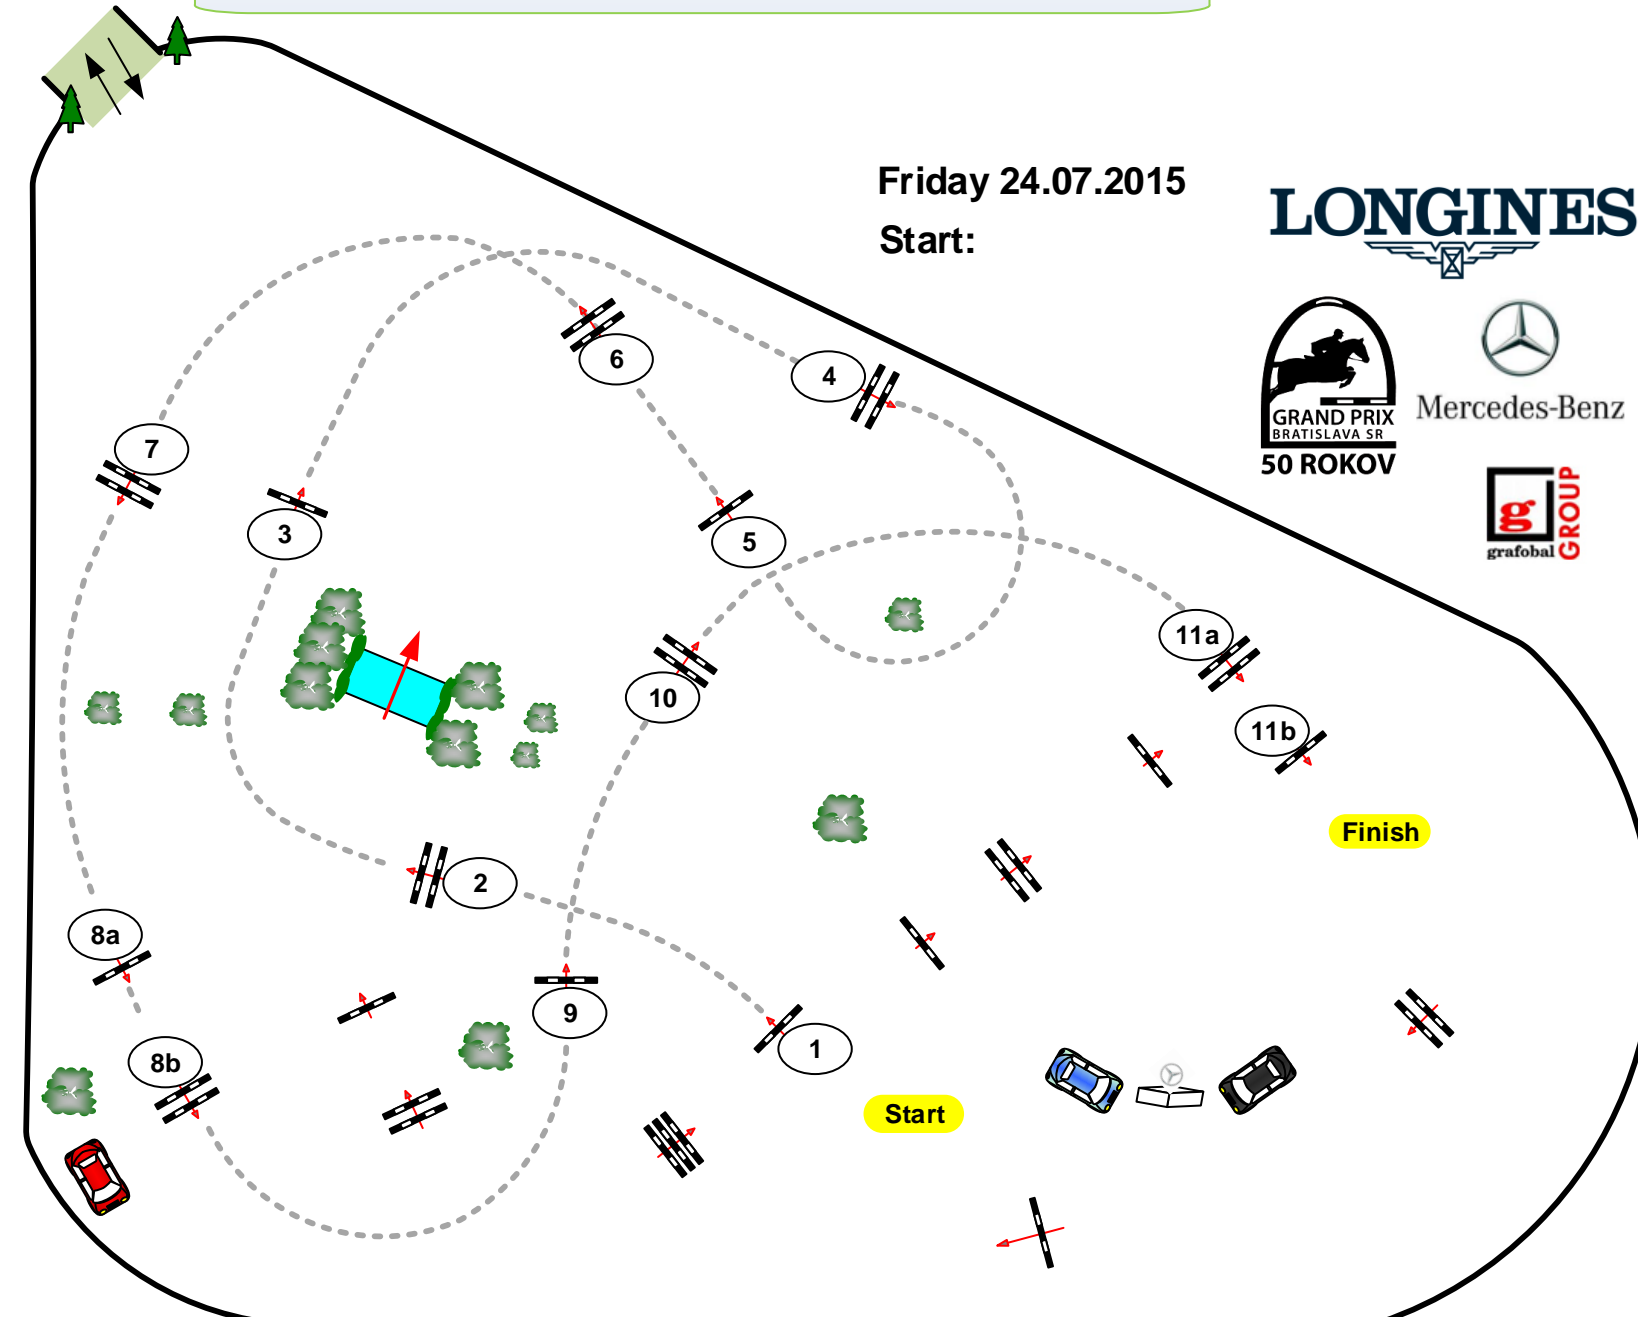 Friday 24.07.2015
Start:
LONGINES
GRAND PRIX
BRATISLAVA SR
50 ROKOV
Mercedes-Benz
g
GROUP
grafobal
6
4
7
3
5
11a
10
11b
Finish
2
8a
9
1
8b
Start